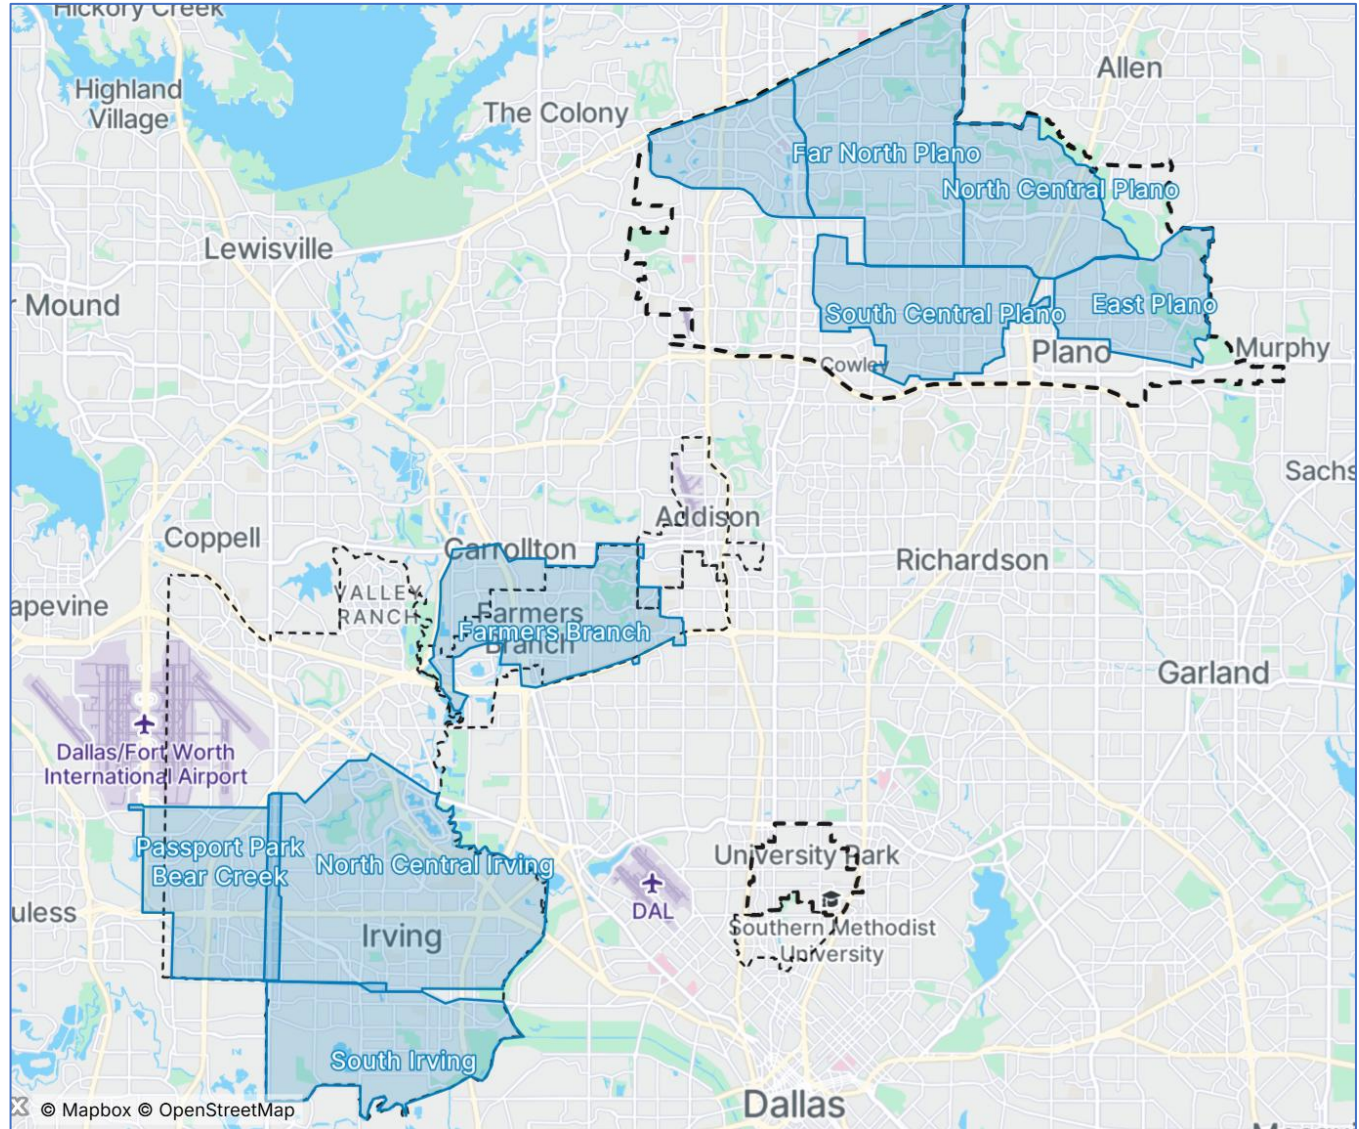 Hickory Creek
Highland
Village
The Colony
Allen
Far North Plano
North Central Plano
Lewisville
r Mound
South Central Plano
East Plano
Plano
Murphy
Cowley
Sachs
Addison
Coppell
Carrollton
Richardson
VALLEY
RANCH
apevine
Farmers
Branch
Farmers Branch
Garland
Dallas/Fort Worth
International Airport
Passport Park
Bear Creek
North Central Irving
University Park
DAL
uless
Irving
Southern Methodist
University
South Irving
Dallas
© Mapbox © OpenStreetMap